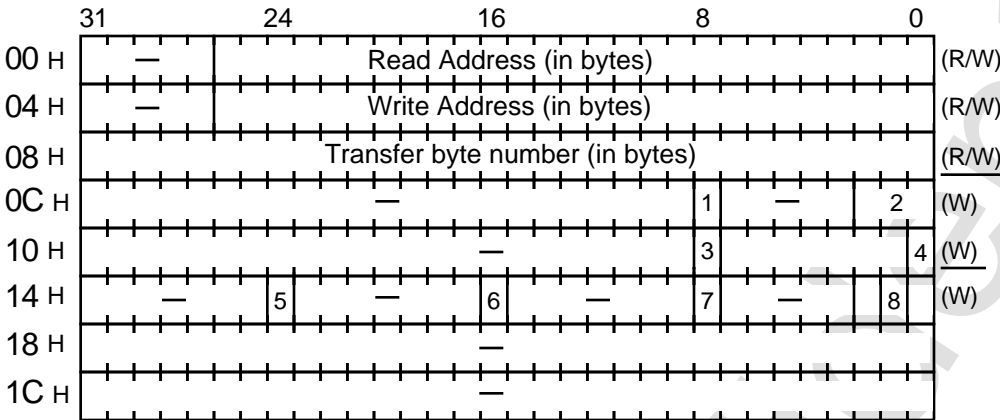 31 24 16 8 0
00 H — Read Address (in bytes) (R/W)
04 H — Write Address (in bytes) (R/W)
08 H Transfer byte number (in bytes) (R/W)
0C H — 1 — 2 (W)
10 H — 3 4 (W)
14 H — 5 — 6 — 7 — 8 (W)
18 H —
1C H —